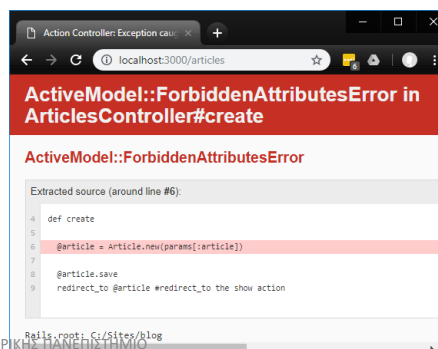 Action Controller: Exception caug
localhost:3000/articles
6
ActiveModel::ForbiddenAttributesError in
ArticlesController#create
ActiveModel::ForbiddenAttributesError
Extracted source (around line #6):
4 def create
5
6 @article = Article.new(params[:article])
7
8 @article.save
9 redirect_to @article #redirect_to the show action
Rails.root: C:/Sites/blog
ΡΙΚΗΣ ΠΑΝΕΠΙΣΤΗΜΙΟ